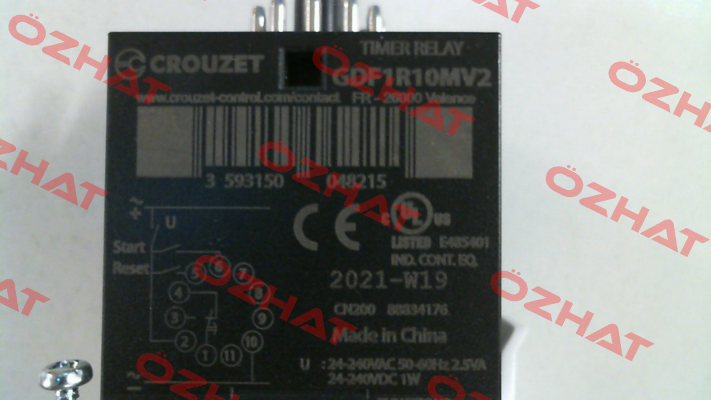 CROUZET
TIMER RELAY
GDF1R10MV2
www.crouzet-control.com/contact FR - 26000 Valence
3 593150 048215
~
+
U
Start
Reset
6
5 7
4 8
3 9
2 10
1 11
~
−
CE
C UL US
LISTED E485401
IND. CONT. EQ.
2021-W19
CN200 88834176
Made in China
U : 24-240VAC 50-60Hz 2.5VA
24-240VDC 1W
ÖZHAT
ÖZHAT
ÖZHAT
ÖZHAT
ÖZHAT
ÖZHAT
ÖZHAT
ÖZHAT
ÖZHAT